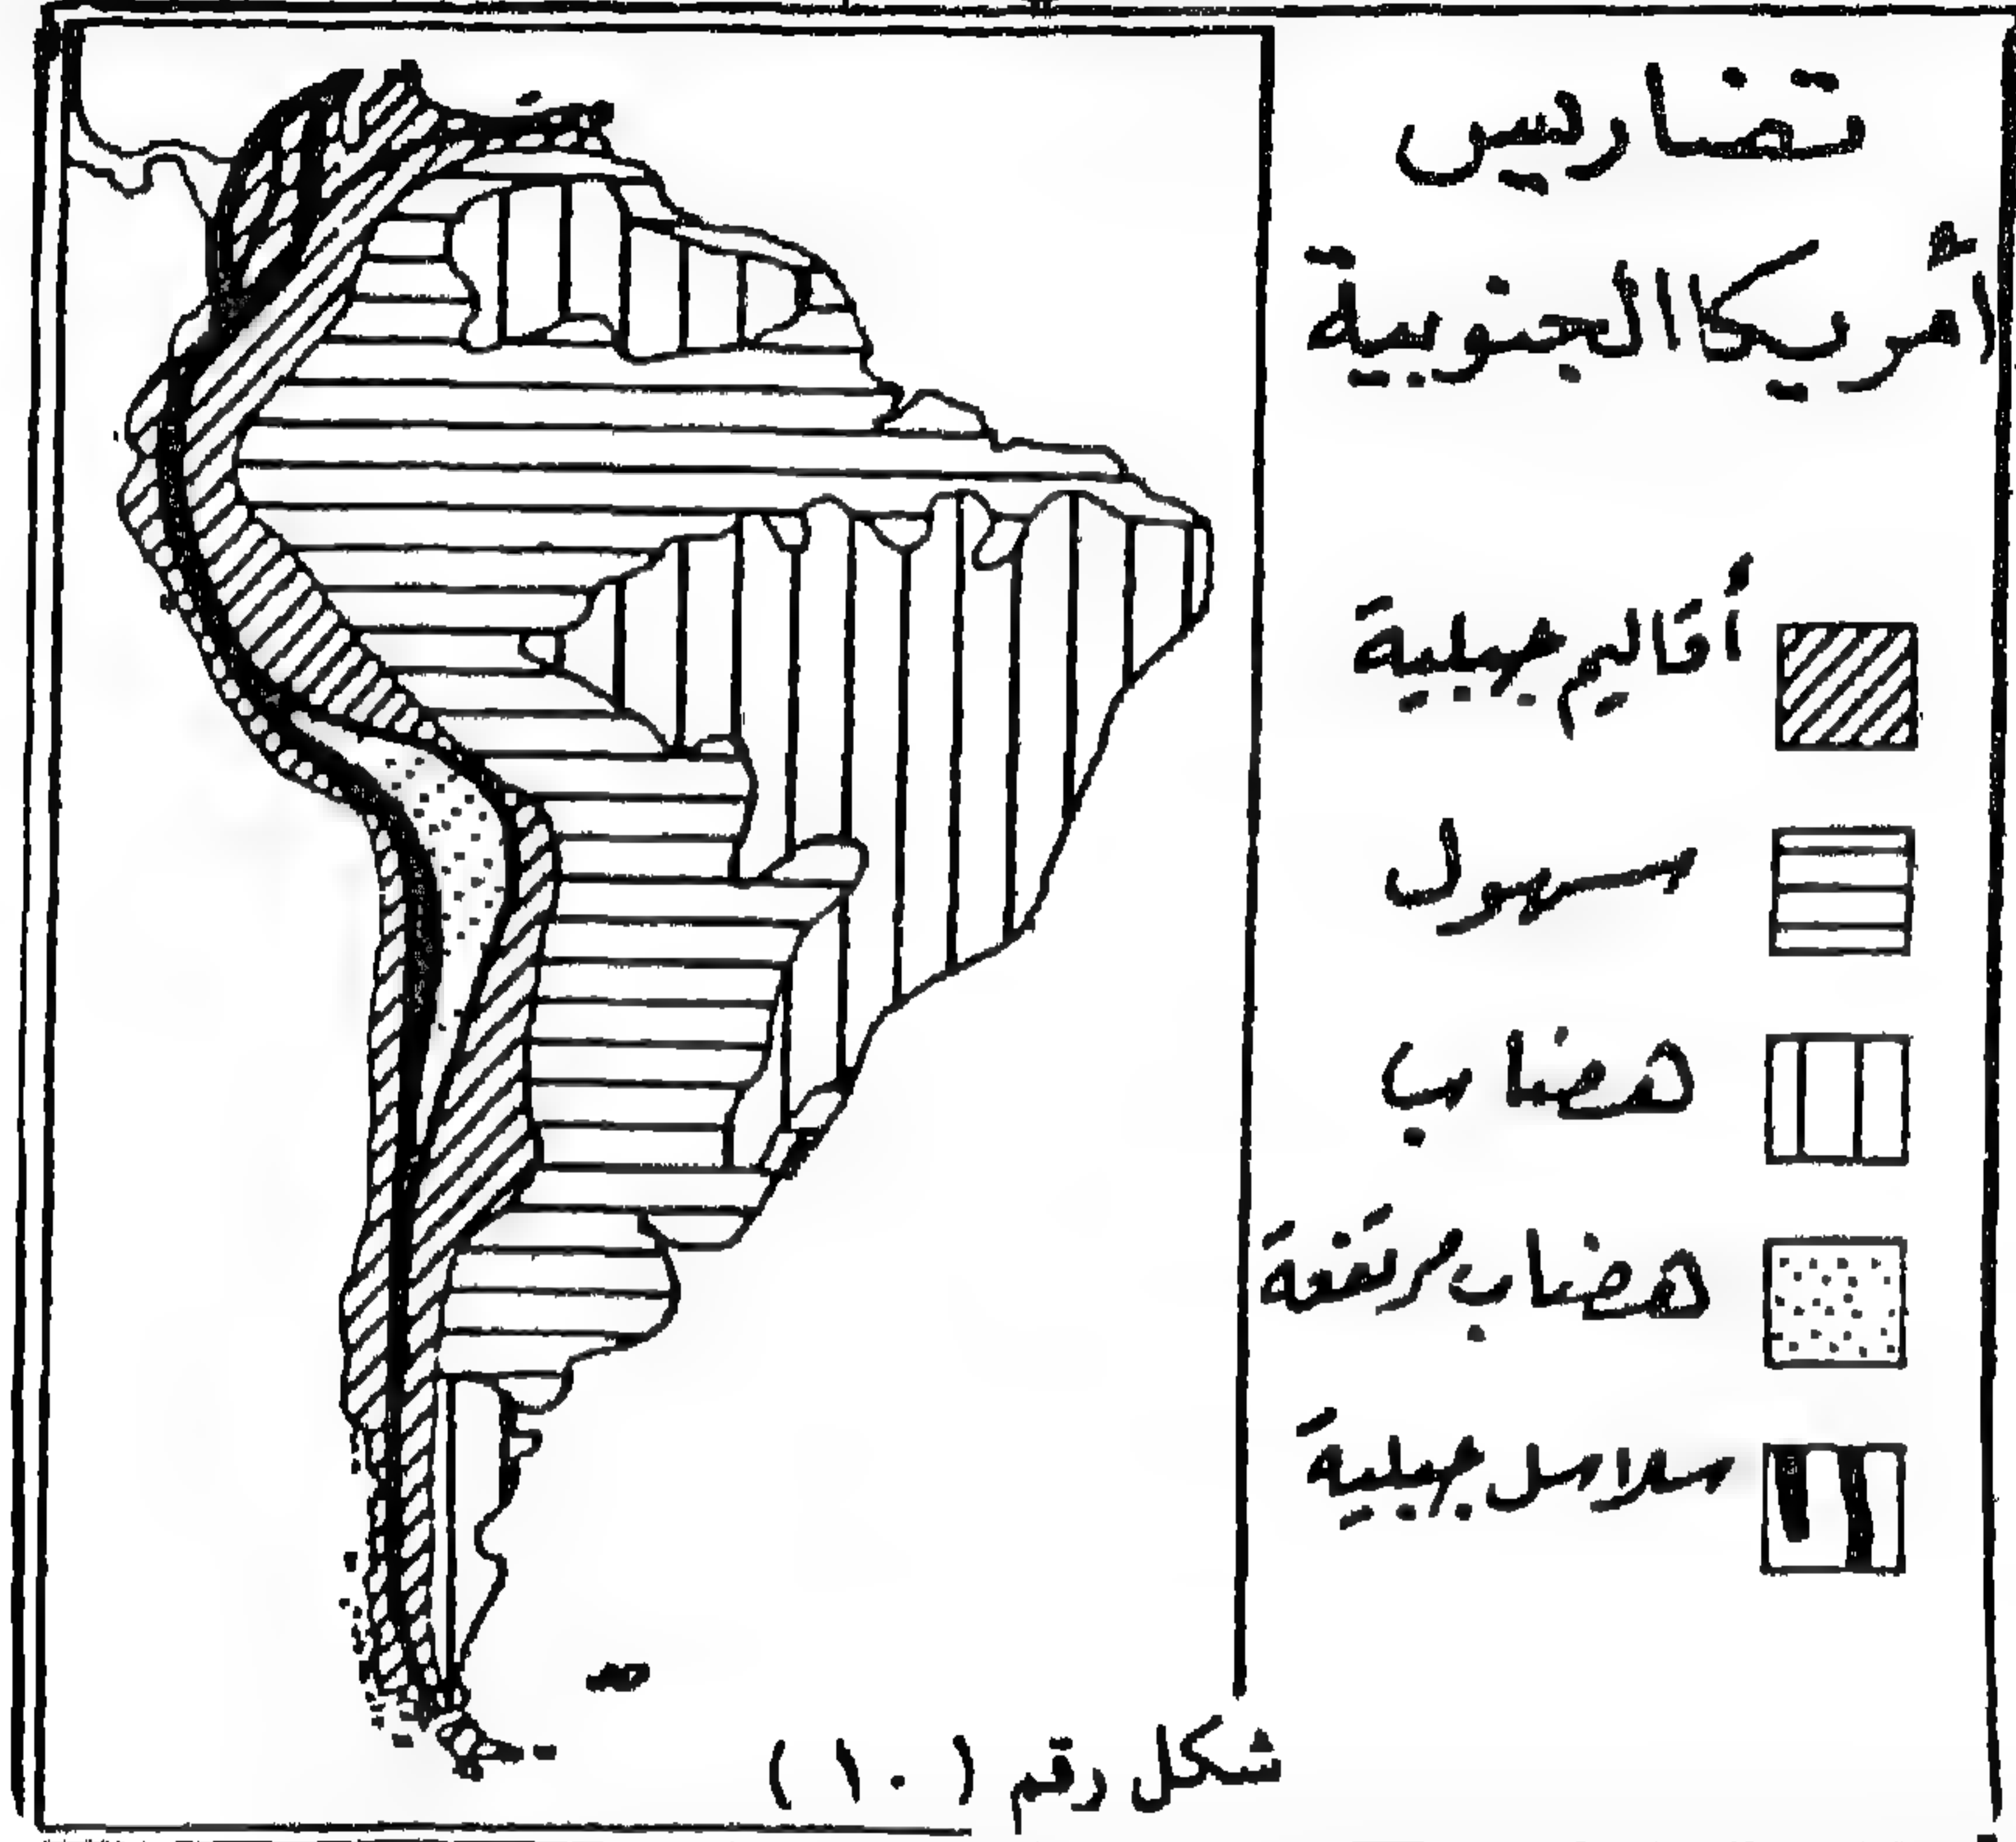 تضاريس
أمريكا الجنوبية
أقاليم جبلية
سهول
هضاب
هضاب مرتفعة
سلاسل جبلية
شكل رقم (١٠)